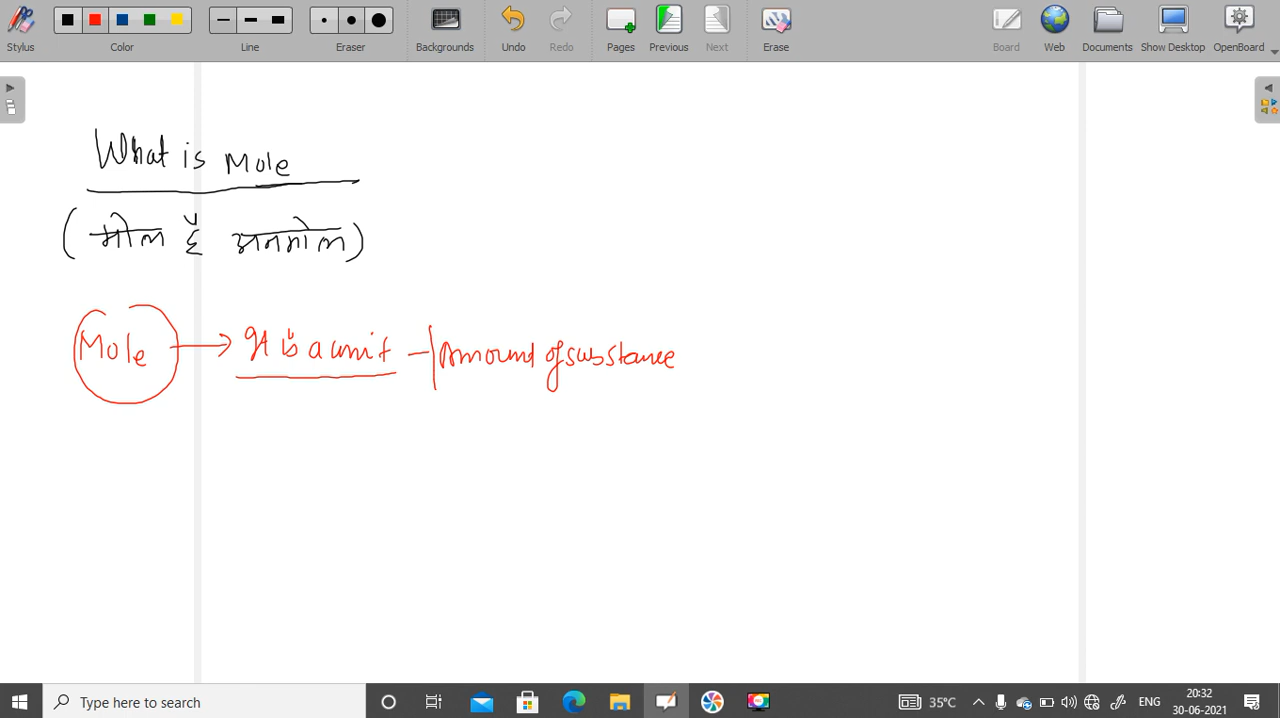 Stylus
Color
Line
Eraser
Backgrounds
Undo
Redo
Pages
Previous
Next
Erase
Board
Web
Documents
Show Desktop
OpenBoard
What is Mole
(मोल है अनमोल)
Mole → It is a unit – Amount of substance
Type here to search
35°C
ENG
20:32
30-06-2021